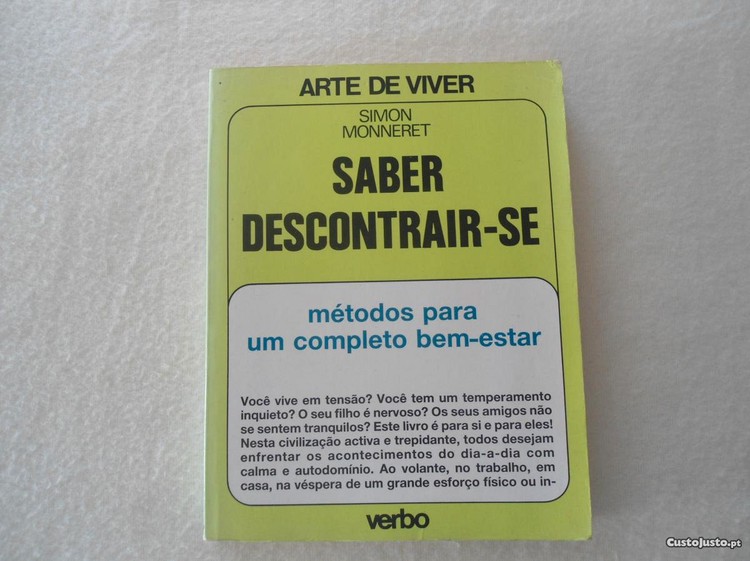 ARTE DE VIVER
SIMON
MONNERET
SABER
DESCONTRAIR-SE
métodos para
um completo bem-estar
Você vive em tensão? Você tem um temperamento
inquieto? O seu filho é nervoso? Os seus amigos não
se sentem tranquilos? Este livro é para si e para eles!
Nesta civilização activa e trepidante, todos desejam
enfrentar os acontecimentos do dia-a-dia com
calma e autodomínio. Ao volante, no trabalho, em
casa, na véspera de um grande esforço físico ou in-
verbo
CustoJusto.pt